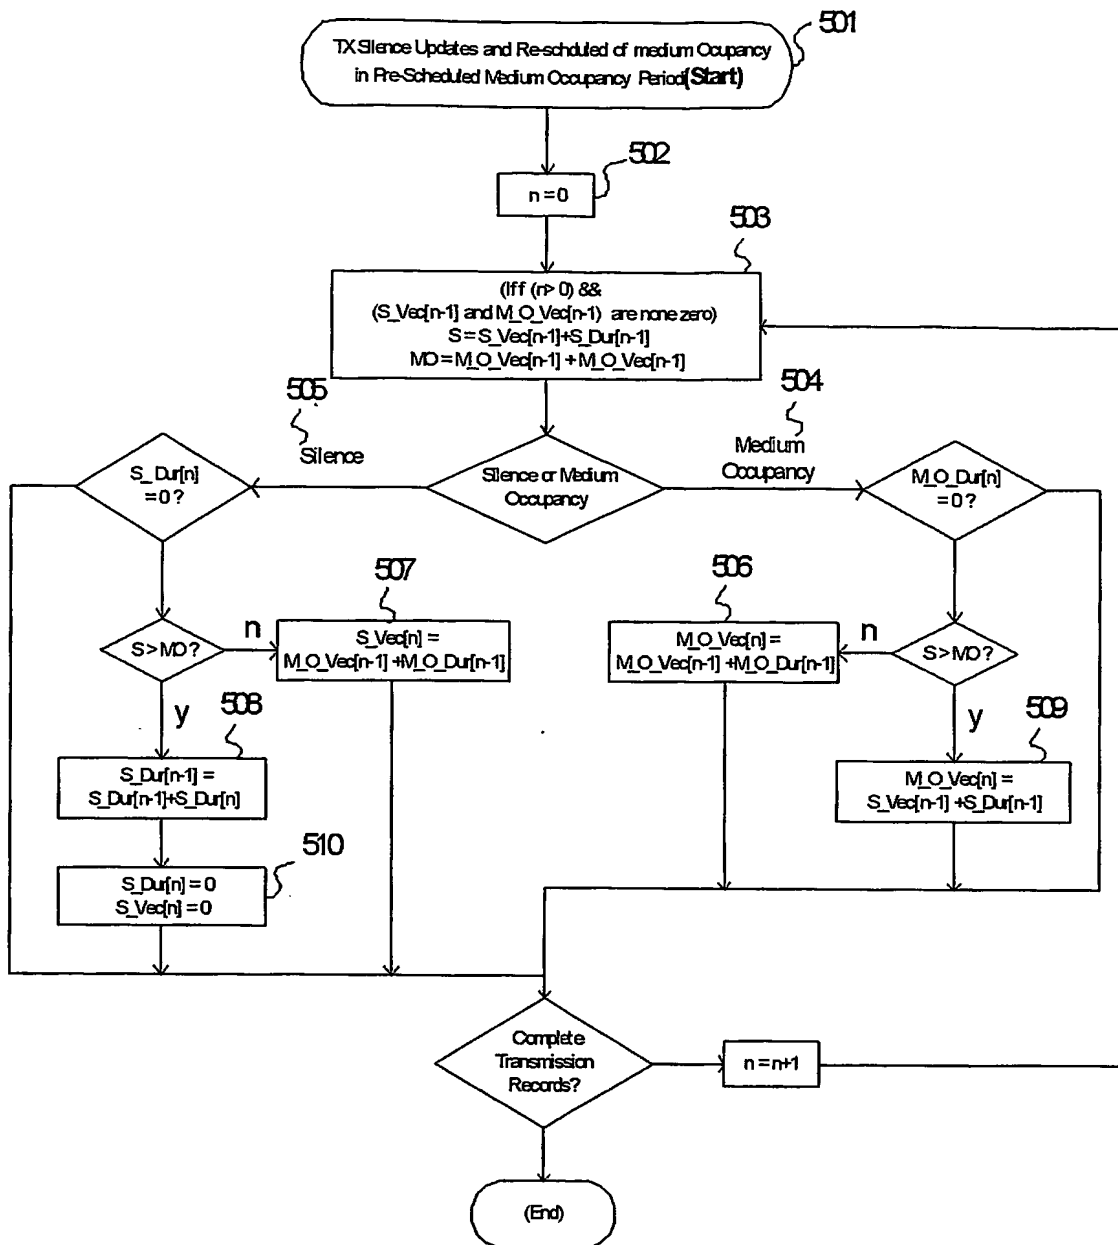 501
TX Silence Updates and Re-schduled of medium Ocupancy
in Pre-Scheduled Medium Occupancy Period(Start)
502
n = 0
503
(Iff (n> 0) &&
(S_Vec[n-1] and M_O_Vec[n-1) are none zero)
S = S_Vec[n-1]+S_Dur[n-1]
MO = M_O_Vec[n-1] + M_O_Vec[n-1]
505
Silence
504
Medium
Occupancy
S_Dur[n]
= 0 ?
Silence or Medium
Occupancy
M_O_Dur[n]
= 0?
507
506
S > MO?
n
S_Vec[n] =
M_O_Vec[n-1] +M_O_Dur[n-1]
M_O_Vec[n] =
M_O_Vec[n-1] +M_O_Dur[n-1]
n
S > MO?
y
508
y
509
S_Dur[n-1] =
S_Dur[n-1]+S_Dur[n]
M_O_Vec[n] =
S_Vec[n-1] +S_Dur[n-1]
510
S_Dur[n] = 0
S_Vec[n] = 0
Complete
Transmission
Records?
n = n+1
(End)